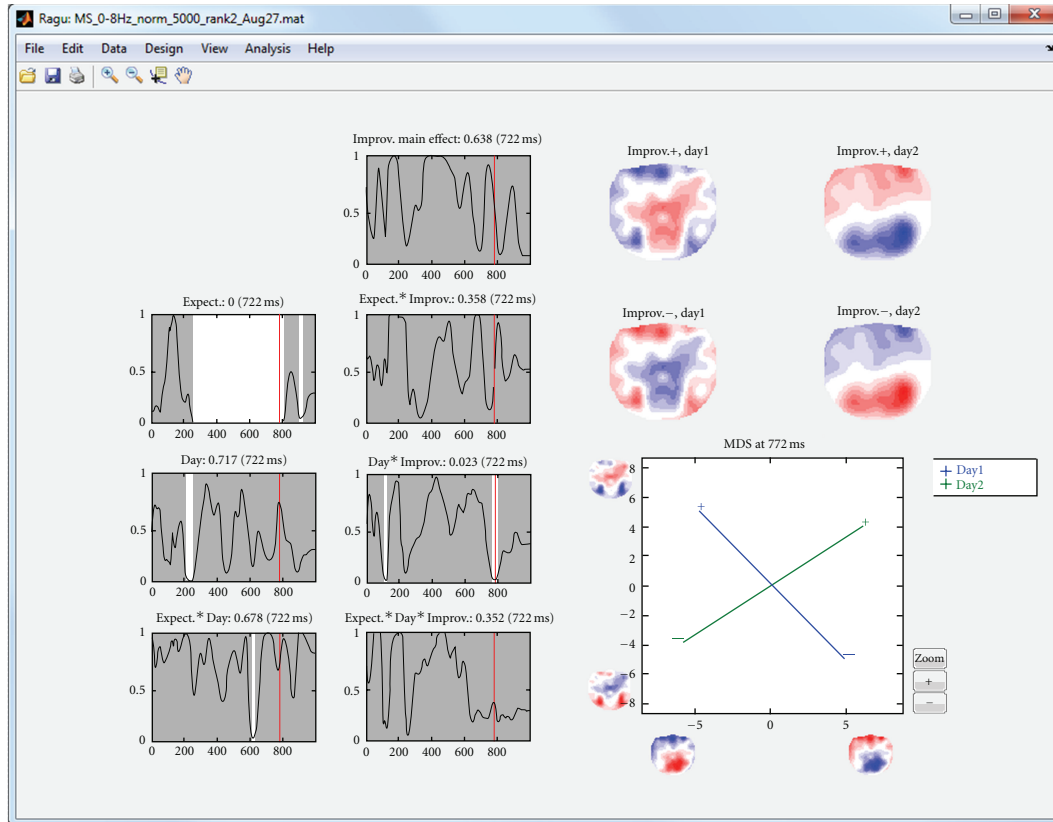 Ragu: MS_0-8Hz_norm_5000_rank2_Aug27.mat
File Edit Data Design View Analysis Help
Improv. main effect: 0.638 (722 ms)
1
0.5
0
0 200 400 600 800
Improv.+, day1
Improv.+, day2
Expect.: 0 (722 ms)
1
0.5
0
0 200 400 600 800
Expect.* Improv.: 0.358 (722 ms)
1
0.5
0
0 200 400 600 800
Improv.−, day1
Improv.−, day2
Day: 0.717 (722 ms)
1
0.5
0
0 200 400 600 800
Day* Improv.: 0.023 (722 ms)
1
0.5
0
0 200 400 600 800
MDS at 772 ms
8
6
4
2
0
−2
−4
−6
−8
−5 0 5
+ − + −
Day1
Day2
Expect.* Day: 0.678 (722 ms)
1
0.5
0
0 200 400 600 800
Expect.* Day* Improv.: 0.352 (722 ms)
1
0.5
0
0 200 400 600 800
Zoom
+
−